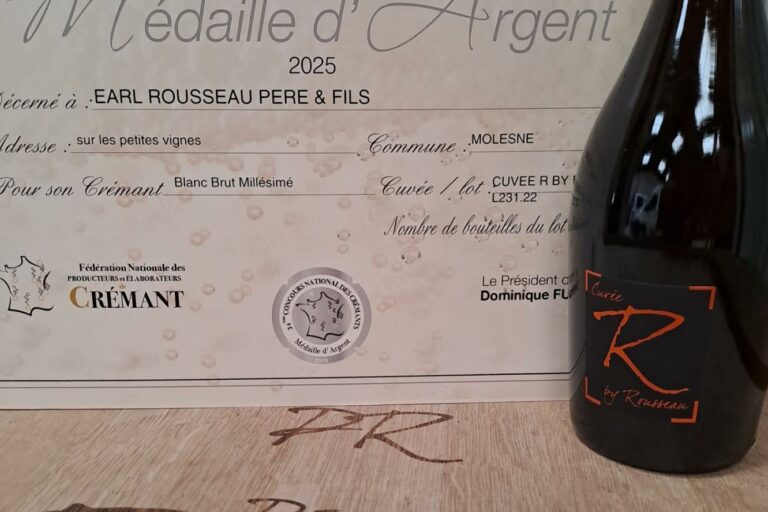 Médaille d'Argent
2025
Décerné à : EARL ROUSSEAU PERE & FILS
Adresse : sur les petites vignes Commune : MOLESNE
Pour son Crémant Blanc Brut Millésimé Cuvée / lot : CUVEE R BY
L231.22
Nombre de bouteilles du lot
Fédération Nationale des
PRODUCTEURS et ÉLABORATEURS
de
CRÉMANT
34ème CONCOURS NATIONAL DES CRÉMANTS
Médaille d'Argent
2025
Le Président
Dominique
Cuvée
R
by Rousseau
PR